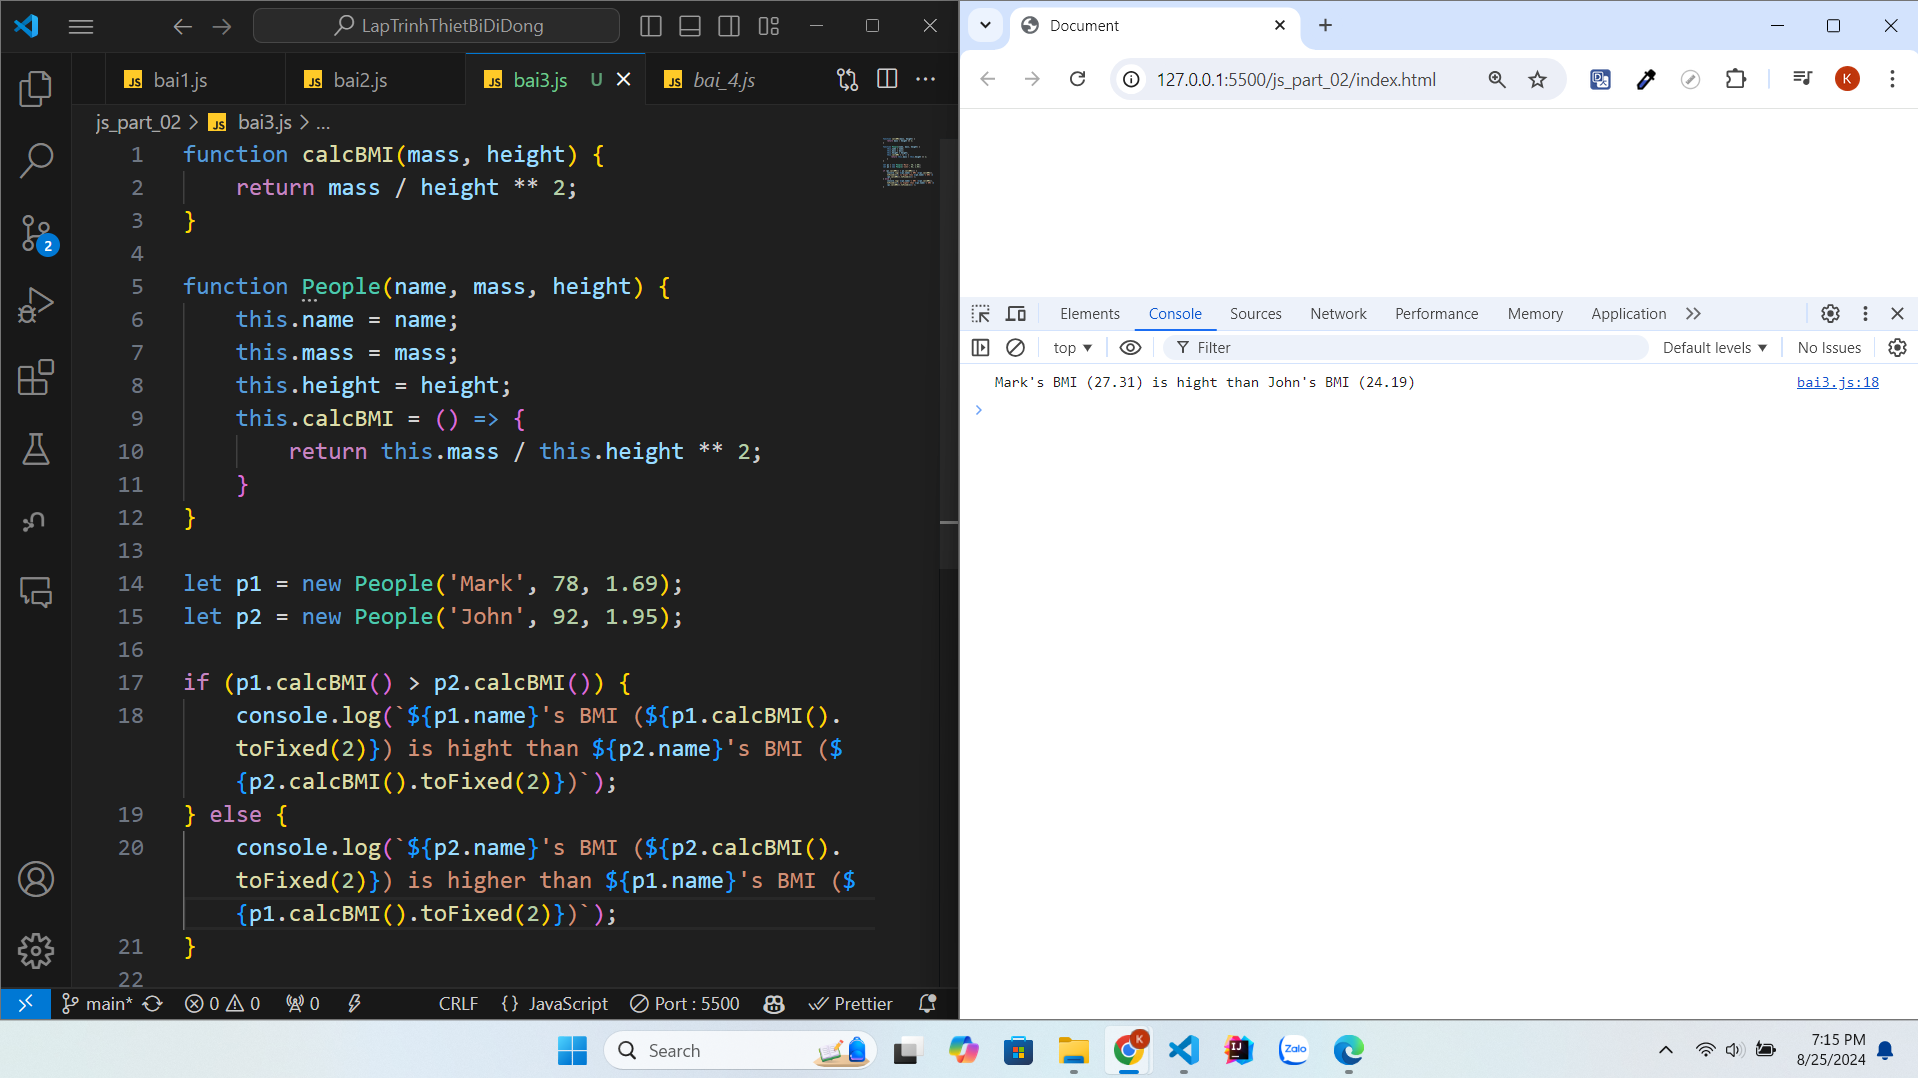 LapTrinhThietBiDiDong
JS bai1.js
JS bai2.js
JS bai3.js U
JS bai_4.js
js_part_02 > JS bai3.js > ...
1 function calcBMI(mass, height) {
2 return mass / height ** 2;
3 }
4
5 function People(name, mass, height) {
6 this.name = name;
7 this.mass = mass;
8 this.height = height;
9 this.calcBMI = () => {
10 return this.mass / this.height ** 2;
11 }
12 }
13
14 let p1 = new People('Mark', 78, 1.69);
15 let p2 = new People('John', 92, 1.95);
16
17 if (p1.calcBMI() > p2.calcBMI()) {
18 console.log(`${p1.name}'s BMI (${p1.calcBMI().
toFixed(2)}) is hight than ${p2.name}'s BMI ($
{p2.calcBMI().toFixed(2)})`);
19 } else {
20 console.log(`${p2.name}'s BMI (${p2.calcBMI().
toFixed(2)}) is higher than ${p1.name}'s BMI ($
{p1.calcBMI().toFixed(2)})`);
21 }
22
2
main* 0 0 0 CRLF {} JavaScript Port : 5500 Prettier
Document
127.0.0.1:5500/js_part_02/index.html
K
Elements Console Sources Network Performance Memory Application
top Filter Default levels No Issues
Mark's BMI (27.31) is hight than John's BMI (24.19) bai3.js:18
Search
K
IJ
Zalo
7:15 PM
8/25/2024